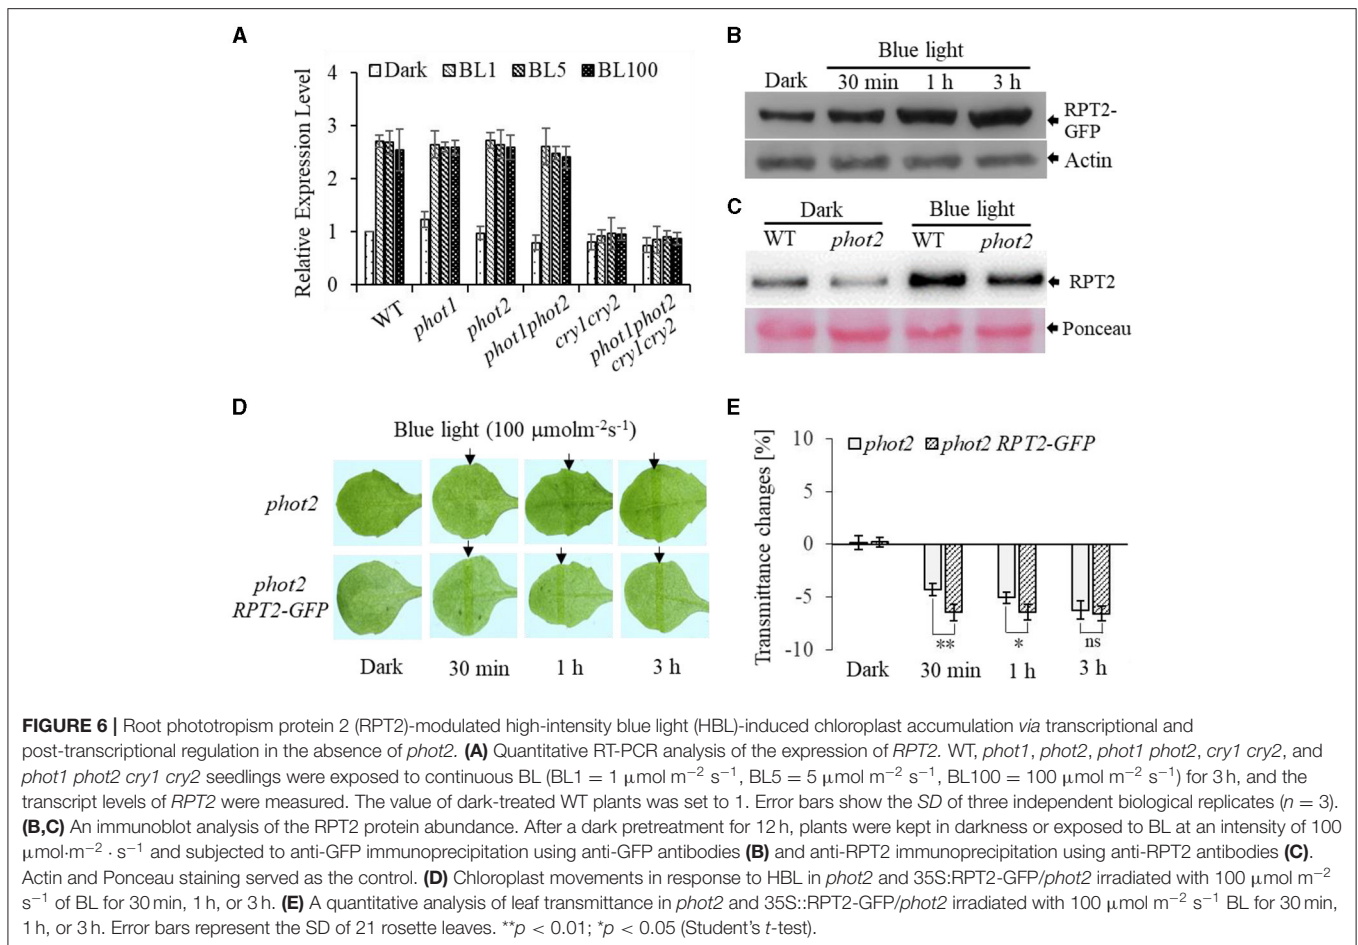 A
Relative Expression Level
4
3
2
1
0
Dark BL1 BL5 BL100
WT
phot1
phot2
phot1phot2
cry1cry2
phot1phot2
cry1cry2
B
Blue light
Dark 30 min 1 h 3 h
RPT2-
GFP
Actin
C
Dark Blue light
WT phot2 WT phot2
RPT2
Ponceau
D
Blue light (100 μmolm-2s-1)
phot2
phot2
RPT2-GFP
Dark 30 min 1 h 3 h
E
Transmittance changes [%]
10
5
0
-5
-10
phot2 phot2 RPT2-GFP
** * ns
Dark 30 min 1 h 3 h
FIGURE 6 | Root phototropism protein 2 (RPT2)-modulated high-intensity blue light (HBL)-induced chloroplast accumulation via transcriptional and
post-transcriptional regulation in the absence of phot2. (A) Quantitative RT-PCR analysis of the expression of RPT2. WT, phot1, phot2, phot1 phot2, cry1 cry2, and
phot1 phot2 cry1 cry2 seedlings were exposed to continuous BL (BL1 = 1 μmol m−2 s−1, BL5 = 5 μmol m−2 s−1, BL100 = 100 μmol m−2 s−1) for 3 h, and the
transcript levels of RPT2 were measured. The value of dark-treated WT plants was set to 1. Error bars show the SD of three independent biological replicates (n = 3).
(B,C) An immunoblot analysis of the RPT2 protein abundance. After a dark pretreatment for 12 h, plants were kept in darkness or exposed to BL at an intensity of 100
μmol·m−2 · s−1 and subjected to anti-GFP immunoprecipitation using anti-GFP antibodies (B) and anti-RPT2 immunoprecipitation using anti-RPT2 antibodies (C).
Actin and Ponceau staining served as the control. (D) Chloroplast movements in response to HBL in phot2 and 35S:RPT2-GFP/phot2 irradiated with 100 μmol m−2
s−1 of BL for 30 min, 1 h, or 3 h. (E) A quantitative analysis of leaf transmittance in phot2 and 35S::RPT2-GFP/phot2 irradiated with 100 μmol m−2 s−1 BL for 30 min,
1 h, or 3 h. Error bars represent the SD of 21 rosette leaves. **p < 0.01; *p < 0.05 (Student's t-test).